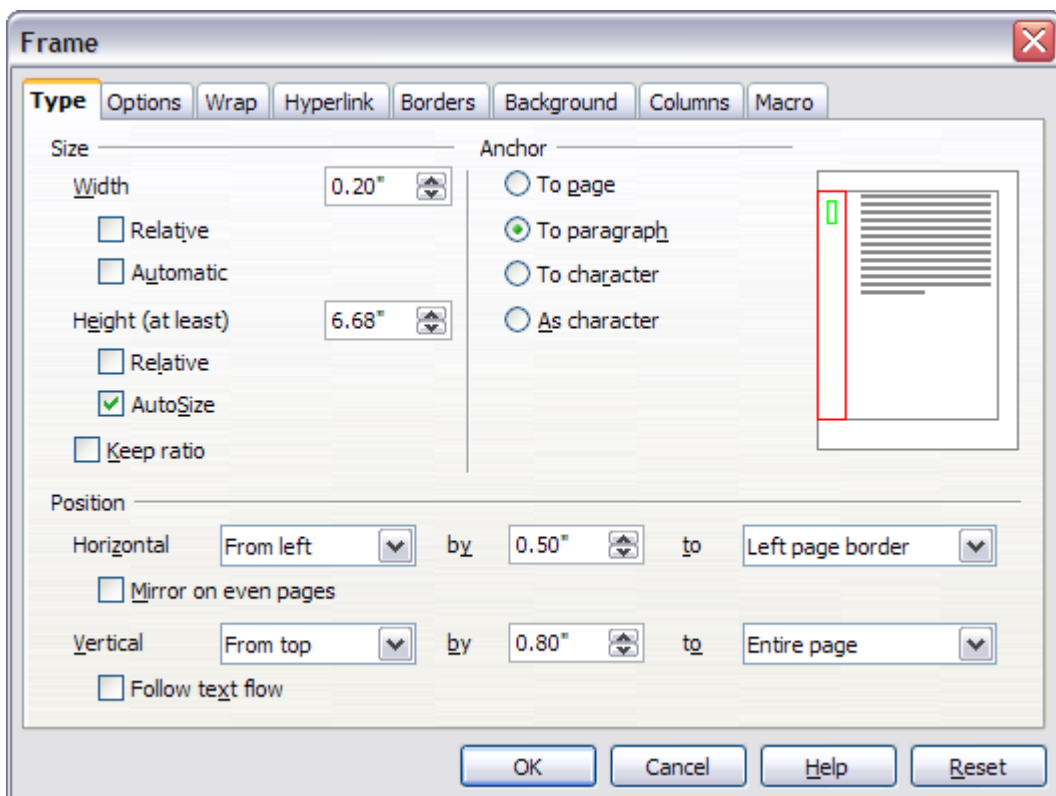 Frame
Type Options Wrap Hyperlink Borders Background Columns Macro
Size Anchor
Width 0.20" To page
Relative To paragraph
Automatic To character
Height (at least) 6.68" As character
Relative
AutoSize
Keep ratio
Position
Horizontal From left by 0.50" to Left page border
Mirror on even pages
Vertical From top by 0.80" to Entire page
Follow text flow
OK Cancel Help Reset